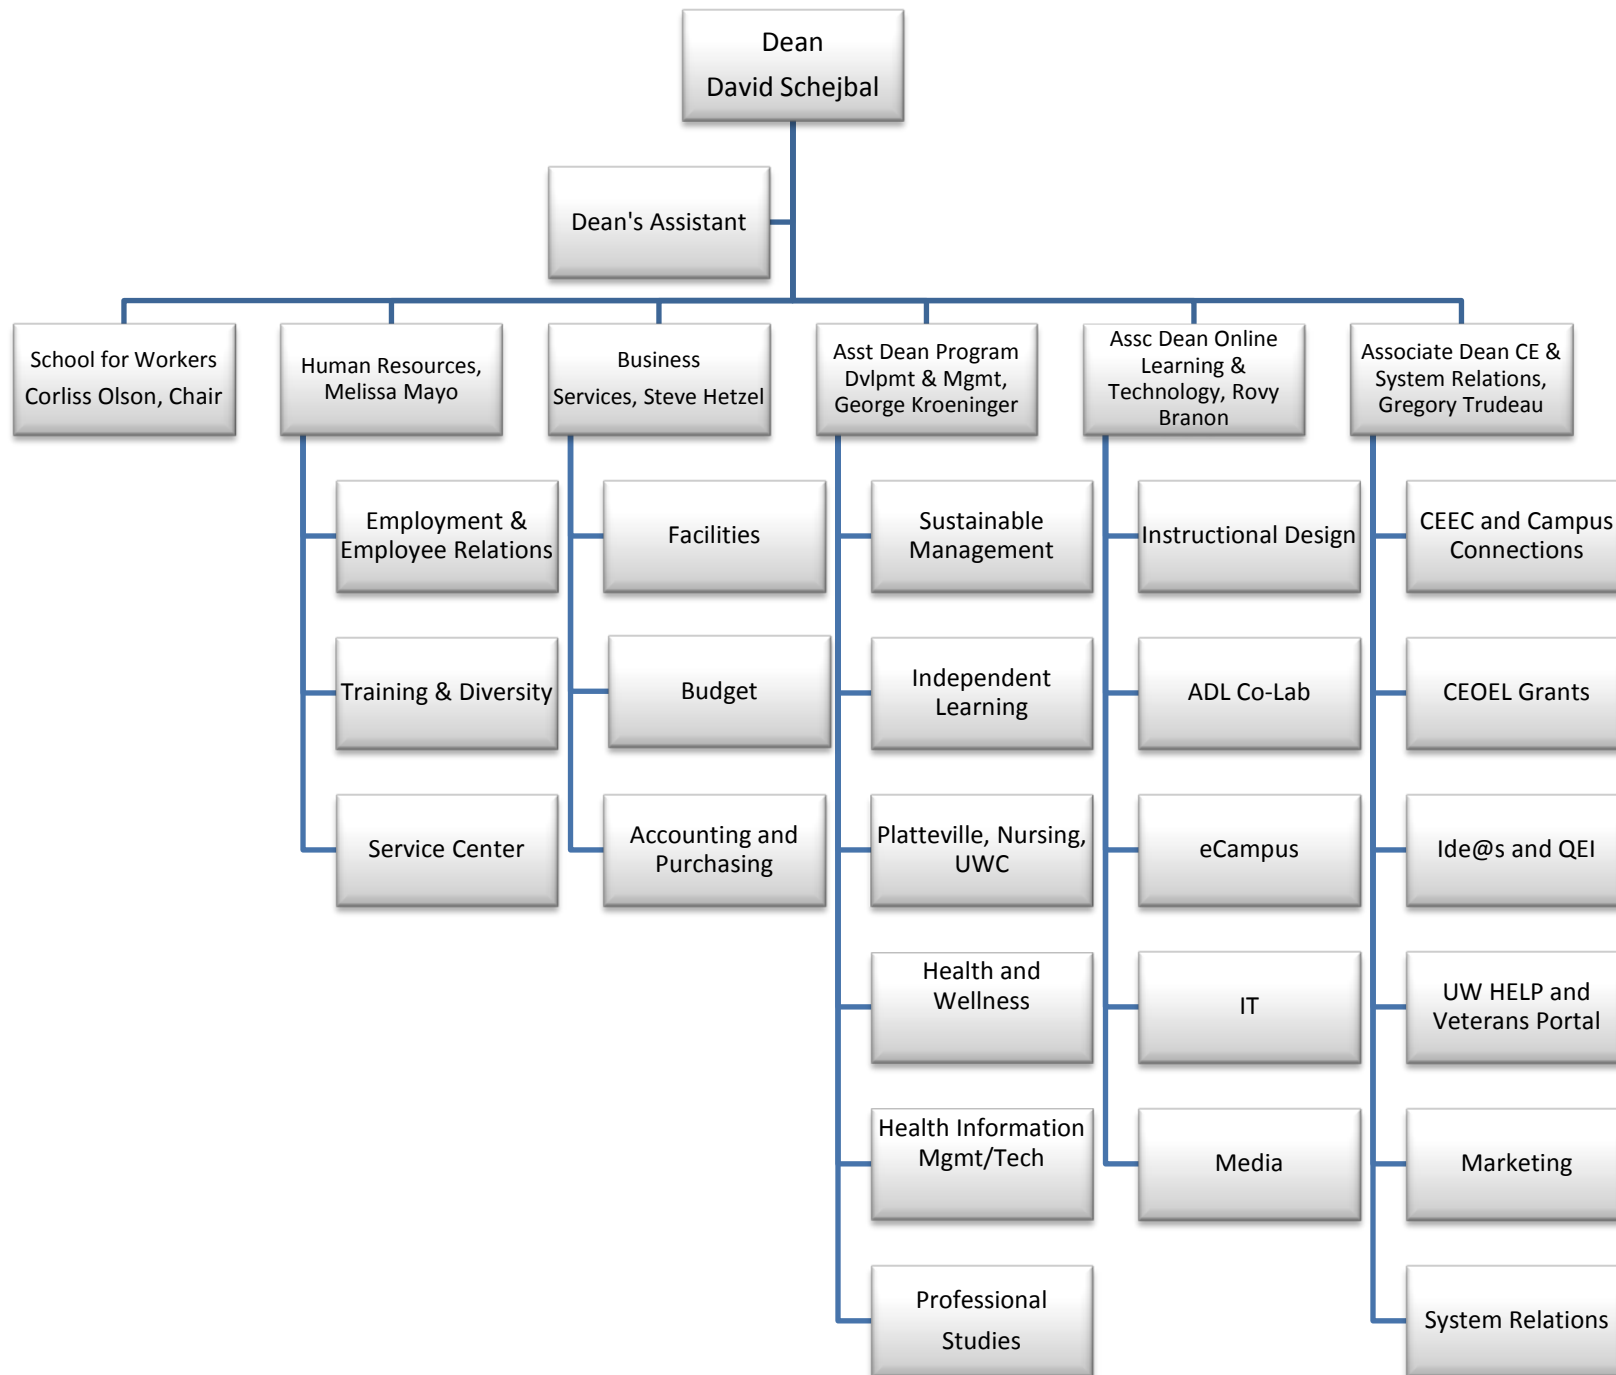 Dean
David Schejbal
Dean's Assistant
School for Workers
Corliss Olson, Chair
Human Resources,
Melissa Mayo
Business
Services, Steve Hetzel
Asst Dean Program
Dvlpmt & Mgmt,
George Kroeninger
Assc Dean Online
Learning &
Technology, Rovy
Branon
Associate Dean CE &
System Relations,
Gregory Trudeau
Employment &
Employee Relations
Training & Diversity
Service Center
Facilities
Budget
Accounting and
Purchasing
Sustainable
Management
Independent
Learning
Platteville, Nursing,
UWC
Health and
Wellness
Health Information
Mgmt/Tech
Professional
Studies
Instructional Design
ADL Co-Lab
eCampus
IT
Media
CEEC and Campus
Connections
CEOEL Grants
Ide@s and QEI
UW HELP and
Veterans Portal
Marketing
System Relations